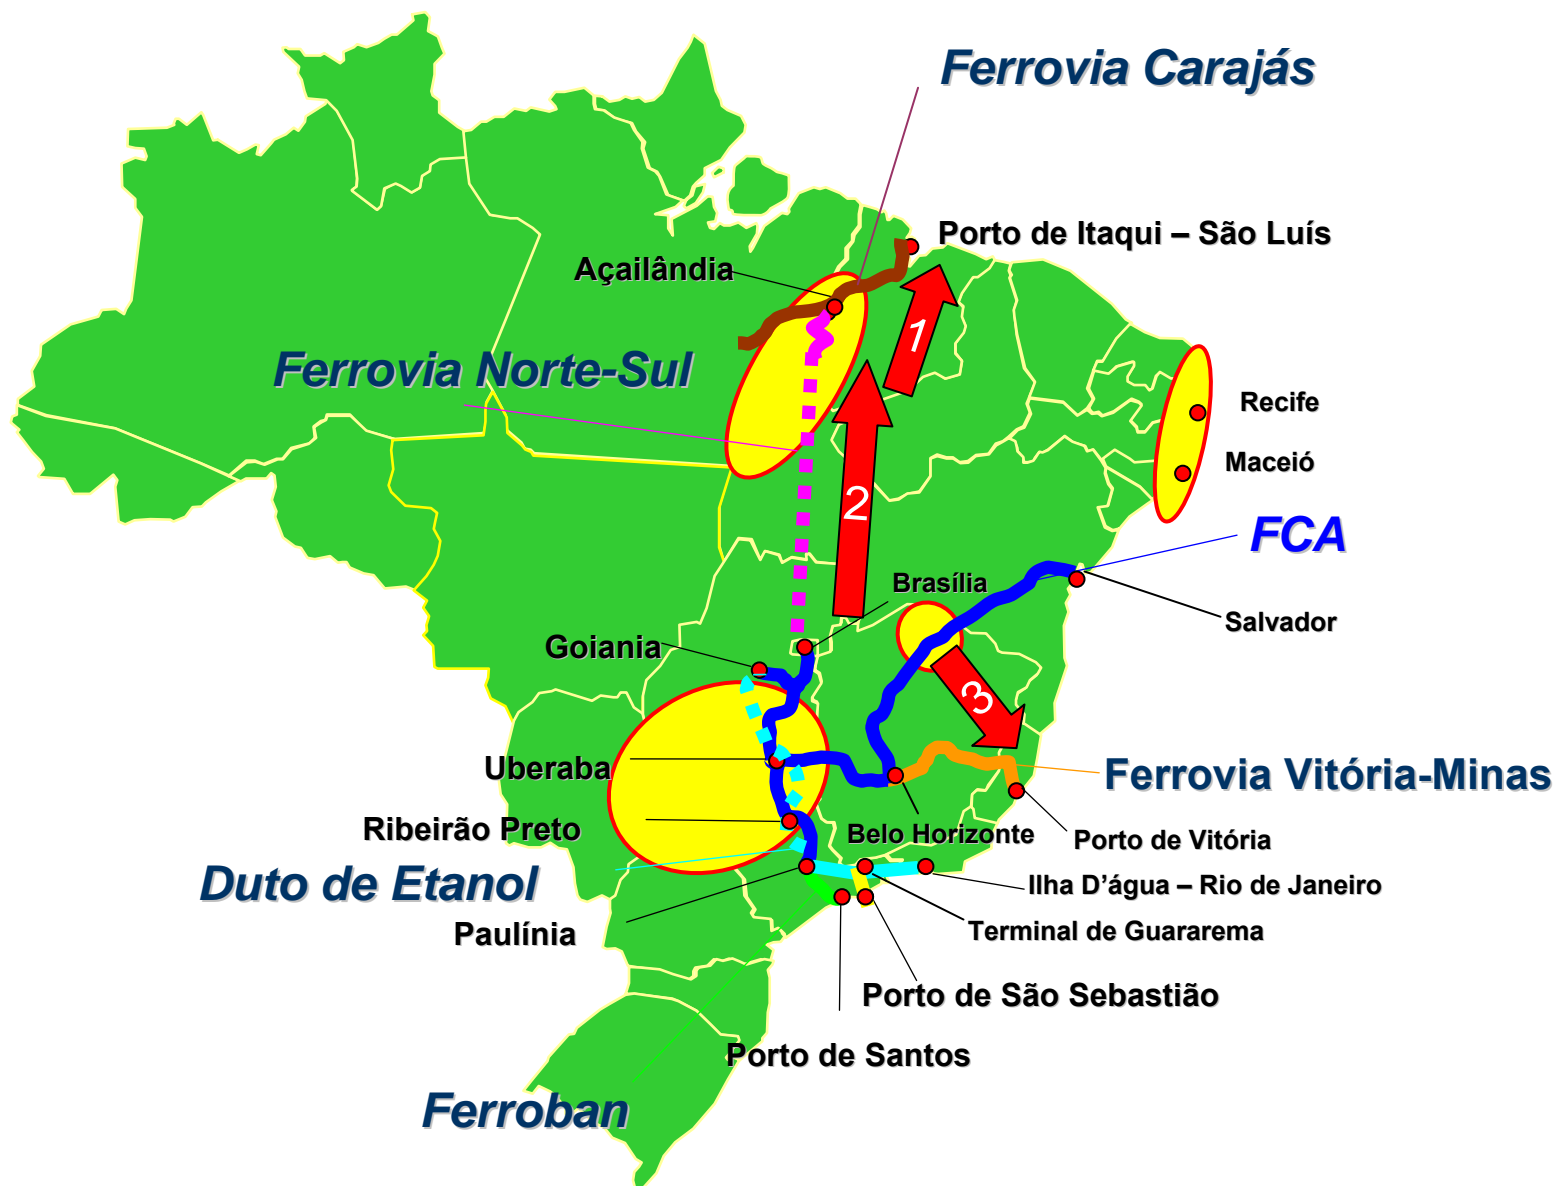 Ferrovia Carajás
Porto de Itaqui – São Luís
Açailândia
1
Ferrovia Norte-Sul
Recife
Maceió
2
FCA
Brasília
Salvador
Goiania
3
Uberaba
Ferrovia Vitória-Minas
Ribeirão Preto
Belo Horizonte
Porto de Vitória
Duto de Etanol
Ilha D’água – Rio de Janeiro
Paulínia
Terminal de Guararema
Porto de São Sebastião
Porto de Santos
Ferroban